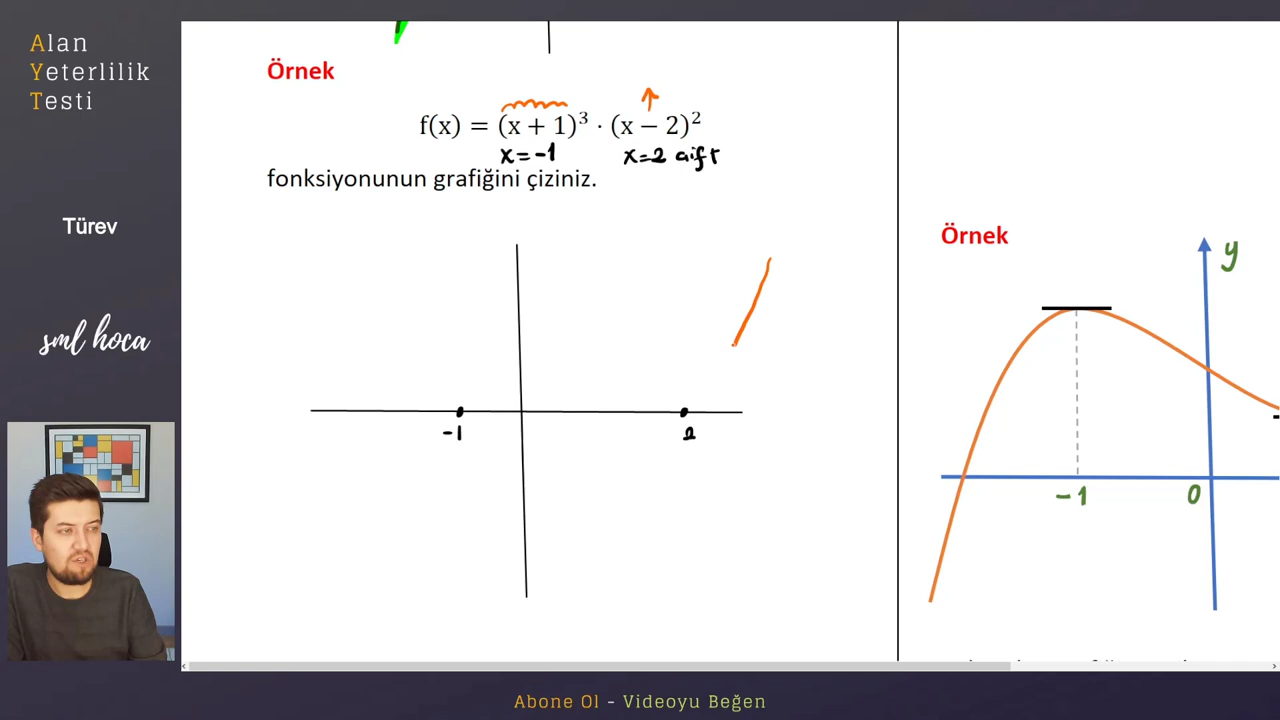 Alan
Yeterlilik
Testi
Türev
sml hoca
Örnek
f(x) = (x + 1)³ · (x − 2)²
x=-1 x=2 çift
fonksiyonunun grafiğini çiziniz.
-1 2
Örnek
y
-1 0
Abone Ol - Videoyu Beğen